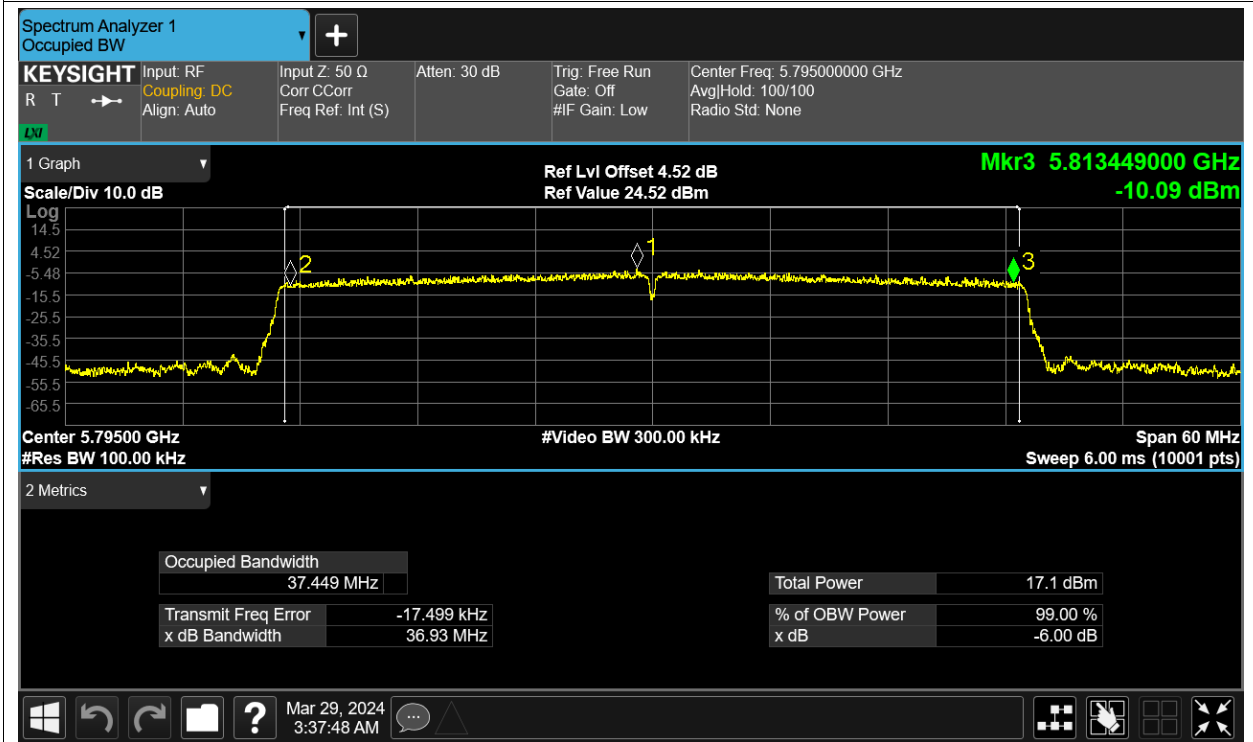 Spectrum Analyzer 1
Occupied BW
KEYSIGHT
R T
LXI
Input: RF
Coupling: DC
Align: Auto
Input Z: 50 Ω
Corr CCorr
Freq Ref: Int (S)
Atten: 30 dB
Trig: Free Run
Gate: Off
#IF Gain: Low
Center Freq: 5.795000000 GHz
Avg|Hold: 100/100
Radio Std: None
1 Graph
Scale/Div 10.0 dB
Ref Lvl Offset 4.52 dB
Ref Value 24.52 dBm
Mkr3 5.813449000 GHz
-10.09 dBm
Log
14.5
4.52
-5.48
-15.5
-25.5
-35.5
-45.5
-55.5
-65.5
2
1
3
Center 5.79500 GHz
#Res BW 100.00 kHz
#Video BW 300.00 kHz
Span 60 MHz
Sweep 6.00 ms (10001 pts)
2 Metrics
Occupied Bandwidth
37.449 MHz
Transmit Freq Error -17.499 kHz
x dB Bandwidth 36.93 MHz
Total Power 17.1 dBm
% of OBW Power 99.00 %
x dB -6.00 dB
?
Mar 29, 2024
3:37:48 AM